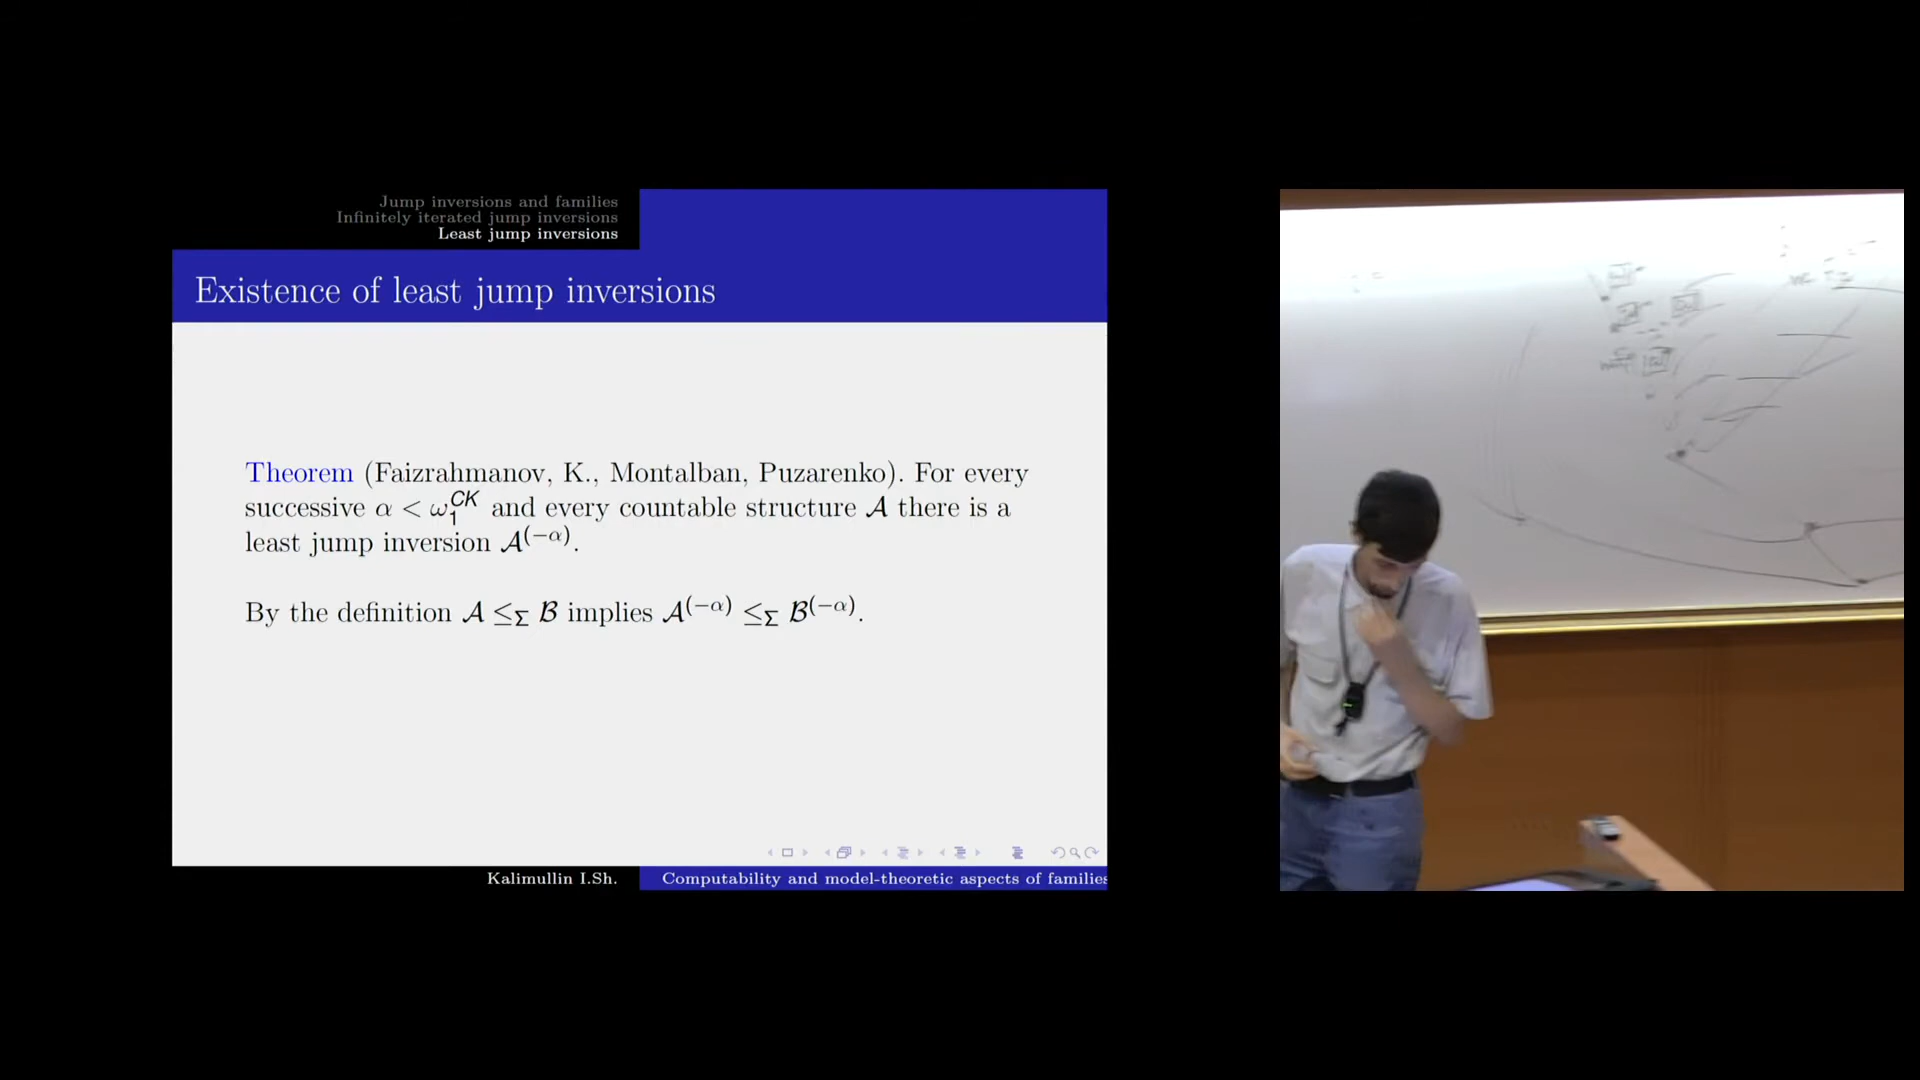 Jump inversions and families
Infinitely iterated jump inversions
Least jump inversions
Existence of least jump inversions
Theorem (Faizrahmanov, K., Montalban, Puzarenko). For every
successive α < ω₁^CK and every countable structure 𝒜 there is a
least jump inversion 𝒜^(−α).
By the definition 𝒜 ≤_Σ ℬ implies 𝒜^(−α) ≤_Σ ℬ^(−α).
Kalimullin I.Sh.
Computability and model-theoretic aspects of families